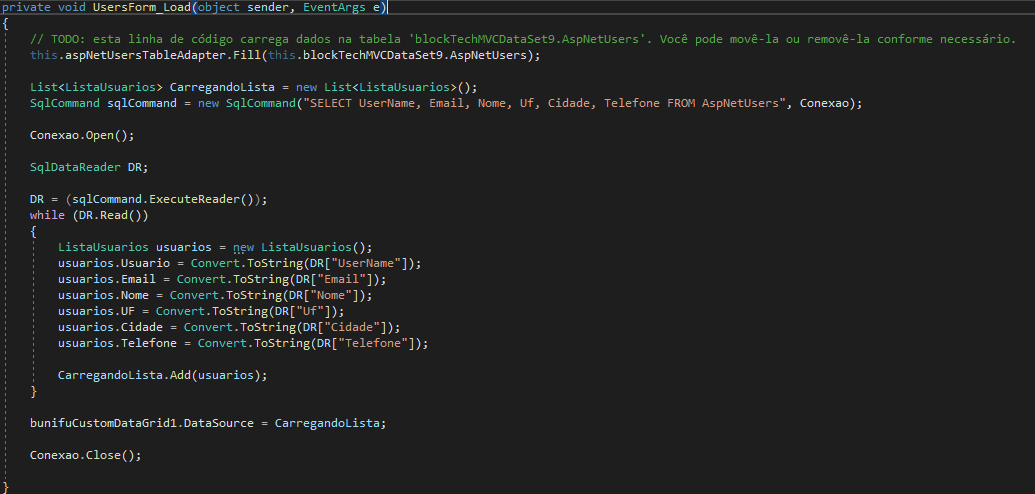 private void UsersForm_Load(object sender, EventArgs e)
{
// TODO: esta linha de código carrega dados na tabela 'blockTechMVCDataSet9.AspNetUsers'. Você pode movê-la ou removê-la conforme necessário.
this.aspNetUsersTableAdapter.Fill(this.blockTechMVCDataSet9.AspNetUsers);
List<ListaUsuarios> CarregandoLista = new List<ListaUsuarios>();
SqlCommand sqlCommand = new SqlCommand("SELECT UserName, Email, Nome, Uf, Cidade, Telefone FROM AspNetUsers", Conexao);
Conexao.Open();
SqlDataReader DR;
DR = (sqlCommand.ExecuteReader());
while (DR.Read())
{
ListaUsuarios usuarios = new ListaUsuarios();
usuarios.Usuario = Convert.ToString(DR["UserName"]);
usuarios.Email = Convert.ToString(DR["Email"]);
usuarios.Nome = Convert.ToString(DR["Nome"]);
usuarios.UF = Convert.ToString(DR["Uf"]);
usuarios.Cidade = Convert.ToString(DR["Cidade"]);
usuarios.Telefone = Convert.ToString(DR["Telefone"]);
CarregandoLista.Add(usuarios);
}
bunifuCustomDataGrid1.DataSource = CarregandoLista;
Conexao.Close();
}